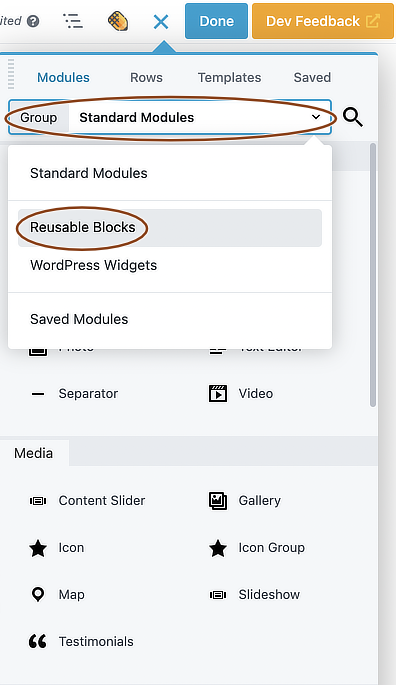 ited
Done
Dev Feedback
Modules Rows Templates Saved
Group Standard Modules
Standard Modules
Reusable Blocks
WordPress Widgets
Saved Modules
Photo Text Editor
Separator Video
Media
Content Slider Gallery
Icon Icon Group
Map Slideshow
Testimonials